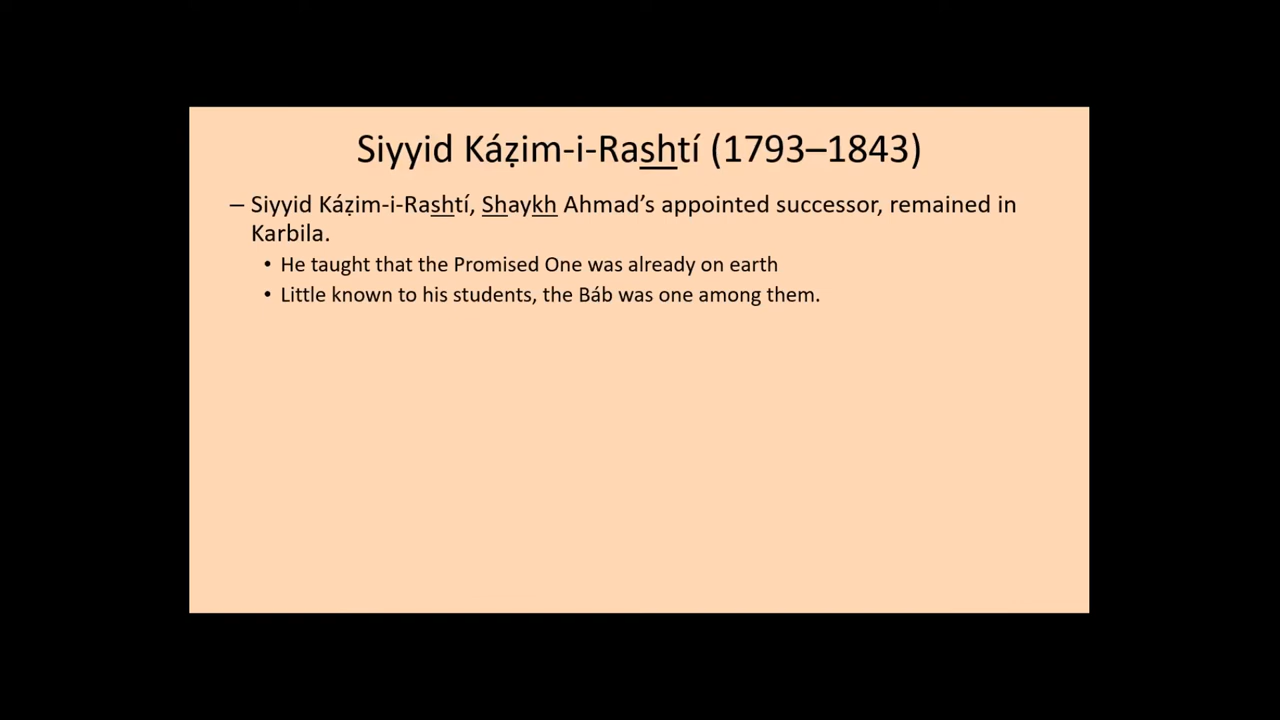 Siyyid Káẓim-i-Rashtí (1793–1843)
– Siyyid Káẓim-i-Rashtí, Shaykh Ahmad’s appointed successor, remained in
Karbila.
• He taught that the Promised One was already on earth
• Little known to his students, the Báb was one among them.